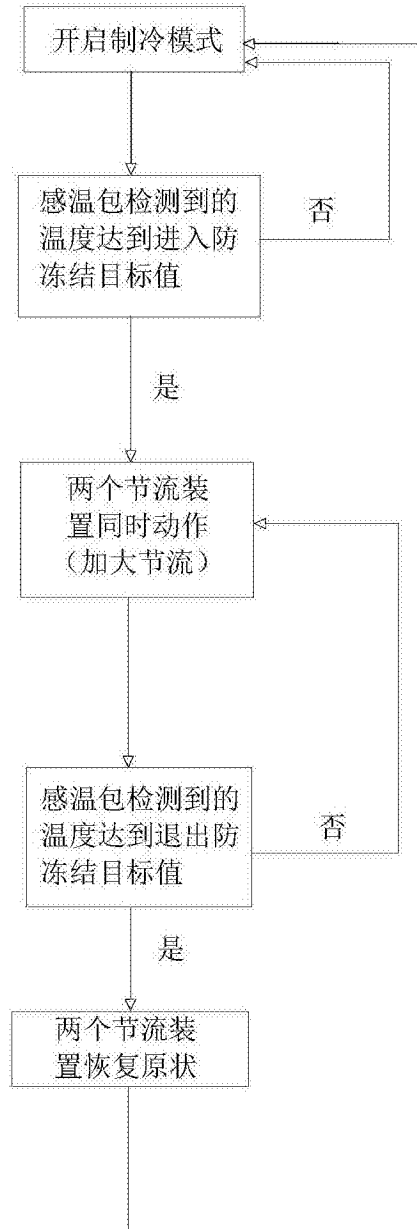 开启制冷模式
感温包检测到的
温度达到进入防
冻结目标值
否
是
两个节流装
置同时动作
（加大节流）
感温包检测到的
温度达到退出防
冻结目标值
否
是
两个节流装
置恢复原状